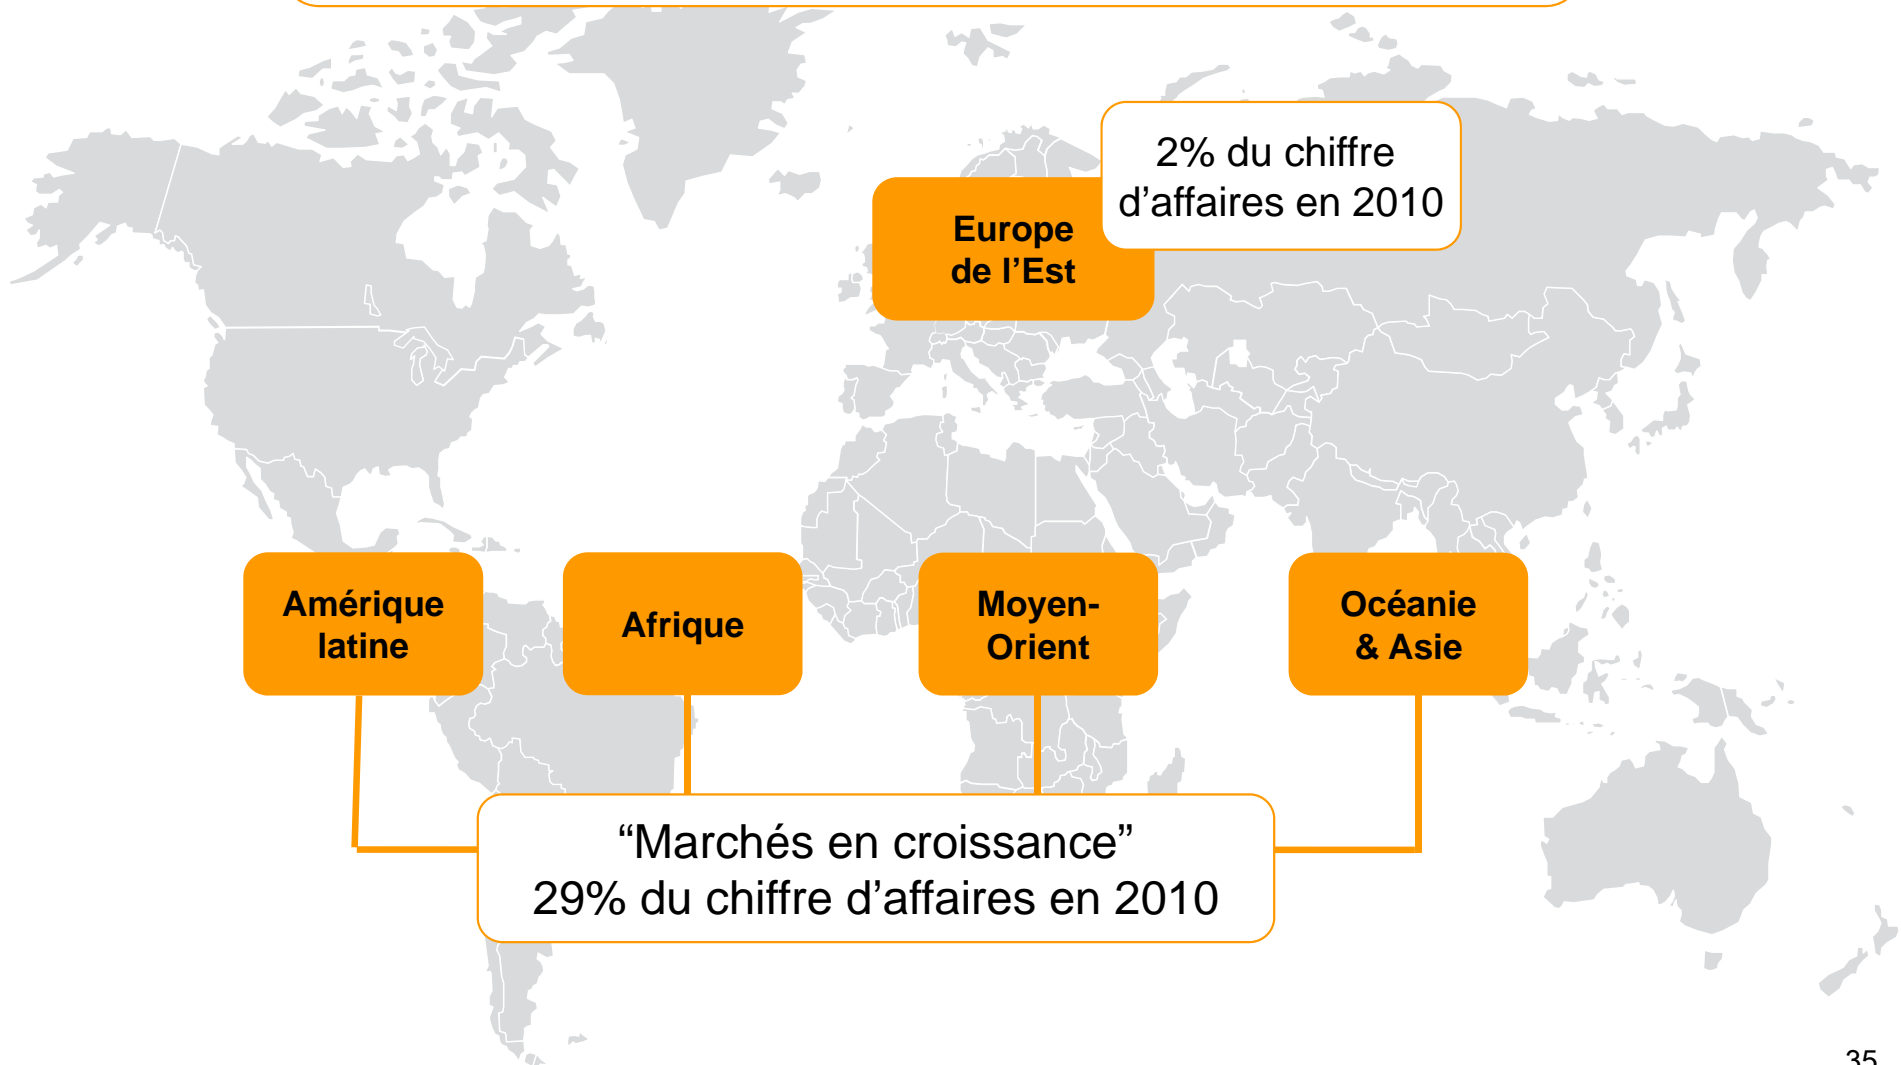 2% du chiffre
d’affaires en 2010
Europe
de l’Est
Amérique
latine
Afrique
Moyen-
Orient
Océanie
& Asie
“Marchés en croissance”
29% du chiffre d’affaires en 2010
35